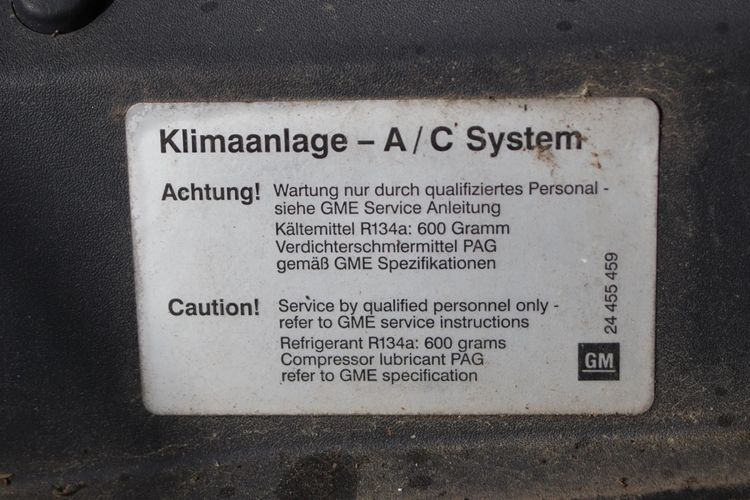 Klimaanlage – A / C System
Achtung! Wartung nur durch qualifiziertes Personal -
siehe GME Service Anleitung
Kältemittel R134a: 600 Gramm
Verdichterschmiermittel PAG
gemäß GME Spezifikationen
Caution! Service by qualified personnel only -
refer to GME service instructions
Refrigerant R134a: 600 grams
Compressor lubricant PAG
refer to GME specification
24 455 459
GM